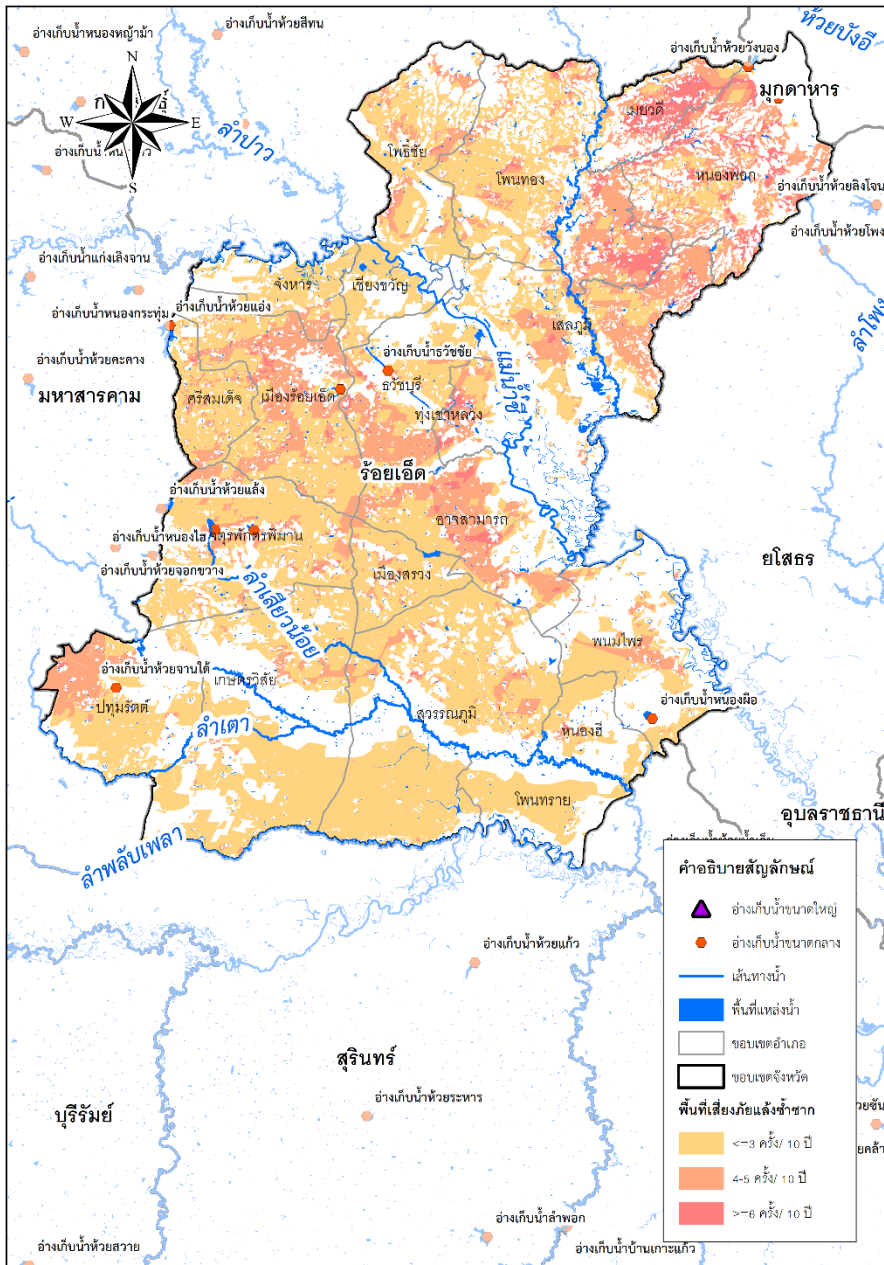 อ่างเก็บน้ำหนองหญ้าม้า
อ่างเก็บน้ำห้วยสีทน
ห้วยบังอี
อ่างเก็บน้ำห้วยวังนอง
N
W
E
S
มุกดาหาร
ลำปาว
เมยวดี
โพธิ์ชัย
โพนทอง
หนองพอก
อ่างเก็บน้ำห้วยลิงโจน
อ่างเก็บน้ำห้วยโพง
อ่างเก็บน้ำแก่งเลิงจาน
จังหาร
เชียงขวัญ
อ่างเก็บน้ำหนองกระทุ่ม
อ่างเก็บน้ำห้วยแอ่ง
เสลภูมิ
ลำโพง
อ่างเก็บน้ำธวัชชัย
อ่างเก็บน้ำห้วยคะคาง
แม่น้ำชี
ธวัชบุรี
มหาสารคาม
ศรีสมเด็จ
เมืองร้อยเอ็ด
ทุ่งเขาหลวง
ร้อยเอ็ด
อ่างเก็บน้ำห้วยแล้ง
อาจสามารถ
อ่างเก็บน้ำหนองไฮ
จตุรพักตรพิมาน
ยโสธร
อ่างเก็บน้ำห้วยจอกขวาง
เมืองสรวง
ลำเสียวน้อย
พนมไพร
อ่างเก็บน้ำห้วยจานใต้
เกษตรวิสัย
อ่างเก็บน้ำหนองผือ
ปทุมรัตต์
สุวรรณภูมิ
ลำเตา
หนองฮี
โพนทราย
อุบลราชธานี
ลำพลับเพลา
คำอธิบายสัญลักษณ์
อ่างเก็บน้ำขนาดใหญ่
อ่างเก็บน้ำขนาดกลาง
เส้นทางน้ำ
พื้นที่แหล่งน้ำ
ขอบเขตอำเภอ
ขอบเขตจังหวัด
พื้นที่เสี่ยงภัยแล้งซ้ำซาก
<=3 ครั้ง/ 10 ปี
4-5 ครั้ง/ 10 ปี
>=6 ครั้ง/ 10 ปี
อ่างเก็บน้ำห้วยแก้ว
สุรินทร์
บุรีรัมย์
อ่างเก็บน้ำห้วยระหาร
อ่างเก็บน้ำลำพอก
อ่างเก็บน้ำห้วยสวาย
อ่างเก็บน้ำบ้านเกาะแก้ว